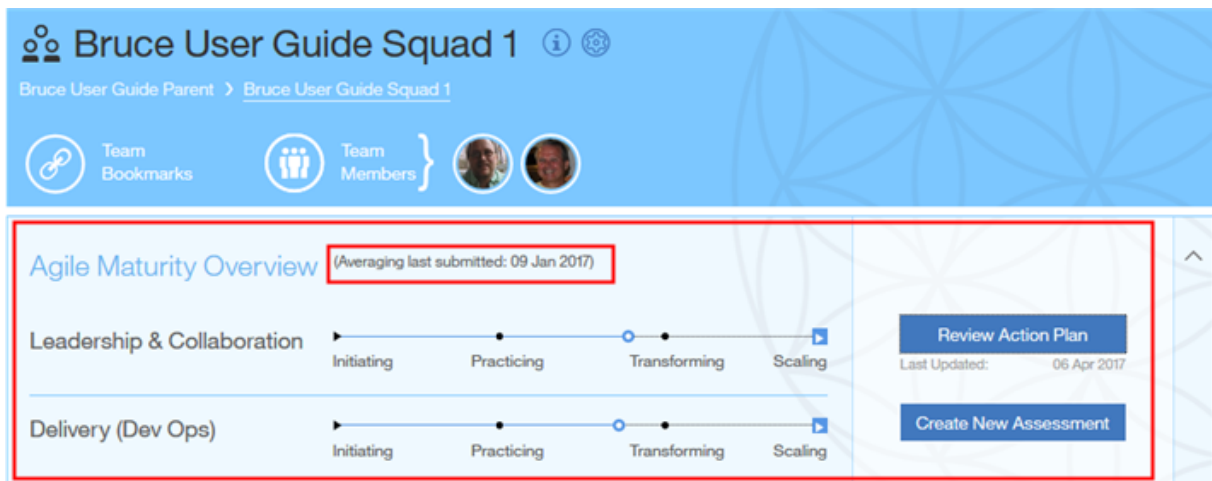 Bruce User Guide Squad 1
Bruce User Guide Parent > Bruce User Guide Squad 1
Team
Bookmarks
Team
Members
Agile Maturity Overview (Averaging last submitted: 09 Jan 2017)
Leadership & Collaboration
Initiating Practicing Transforming Scaling
Review Action Plan
Last Updated: 06 Apr 2017
Delivery (Dev Ops)
Initiating Practicing Transforming Scaling
Create New Assessment